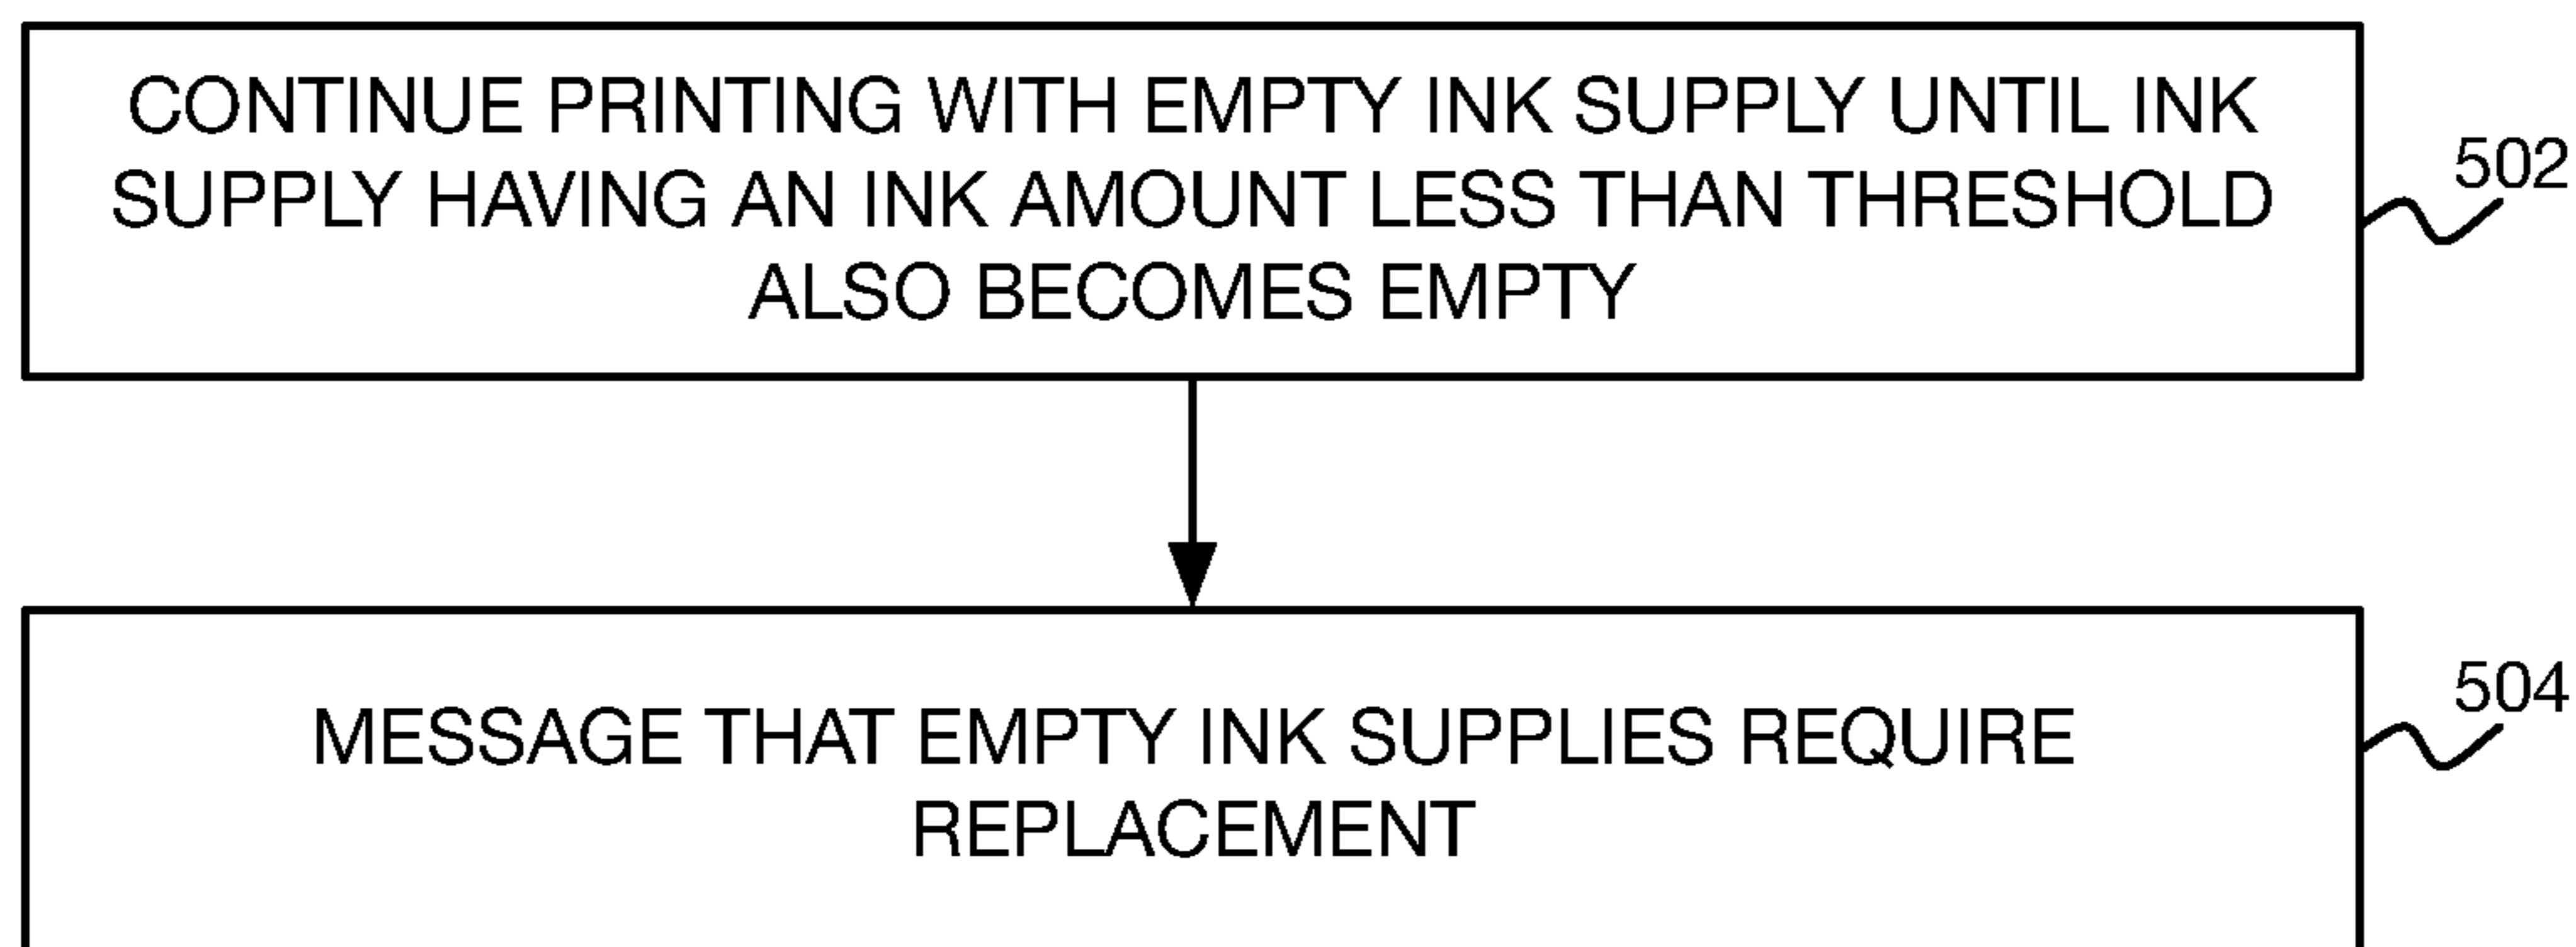 CONTINUE PRINTING WITH EMPTY INK SUPPLY UNTIL INK
SUPPLY HAVING AN INK AMOUNT LESS THAN THRESHOLD
ALSO BECOMES EMPTY
502
MESSAGE THAT EMPTY INK SUPPLIES REQUIRE
REPLACEMENT
504